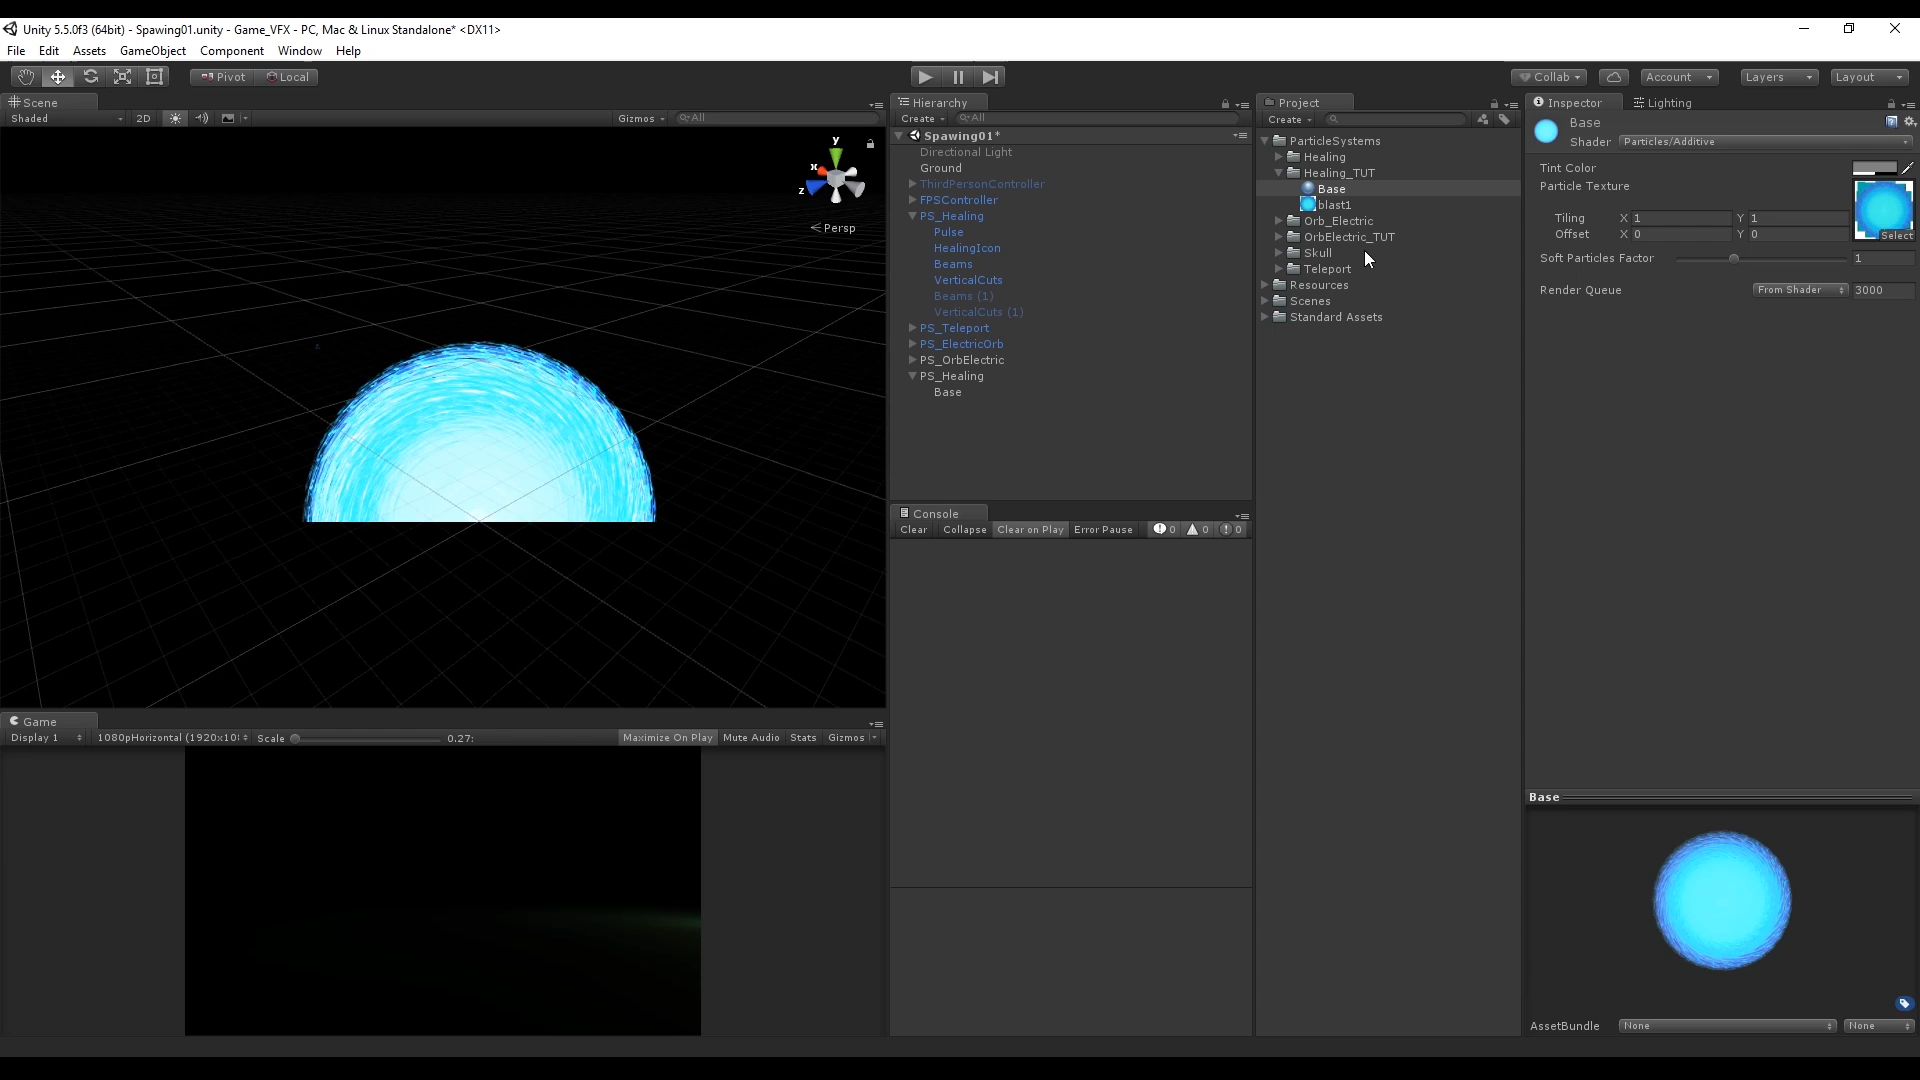 Unity 5.5.0f3 (64bit) - Spawing01.unity - Game_VFX - PC, Mac & Linux Standalone* <DX11>
File Edit Assets GameObject Component Window Help
Pivot Local Collab Account Layers Layout
Scene
Shaded 2D Gizmos All
y
x
z
Persp
Hierarchy
Create All
Spawing01*
Directional Light
Ground
ThirdPersonController
FPSController
PS_Healing
Pulse
HealingIcon
Beams
VerticalCuts
Beams (1)
VerticalCuts (1)
PS_Teleport
PS_ElectricOrb
PS_OrbElectric
PS_Healing
Base
Console
Clear Collapse Clear on Play Error Pause 0 0 0
Project
Create
ParticleSystems
Healing
Healing_TUT
Base
blast1
Orb_Electric
OrbElectric_TUT
Skull
Teleport
Resources
Scenes
Standard Assets
Inspector Lighting
Base
Shader Particles/Additive
Tint Color
Particle Texture
Tiling X 1 Y 1
Offset X 0 Y 0
Select
Soft Particles Factor 1
Render Queue From Shader 3000
Game
Display 1 1080pHorizontal (1920x10 Scale 0.27: Maximize On Play Mute Audio Stats Gizmos
Base
AssetBundle None None